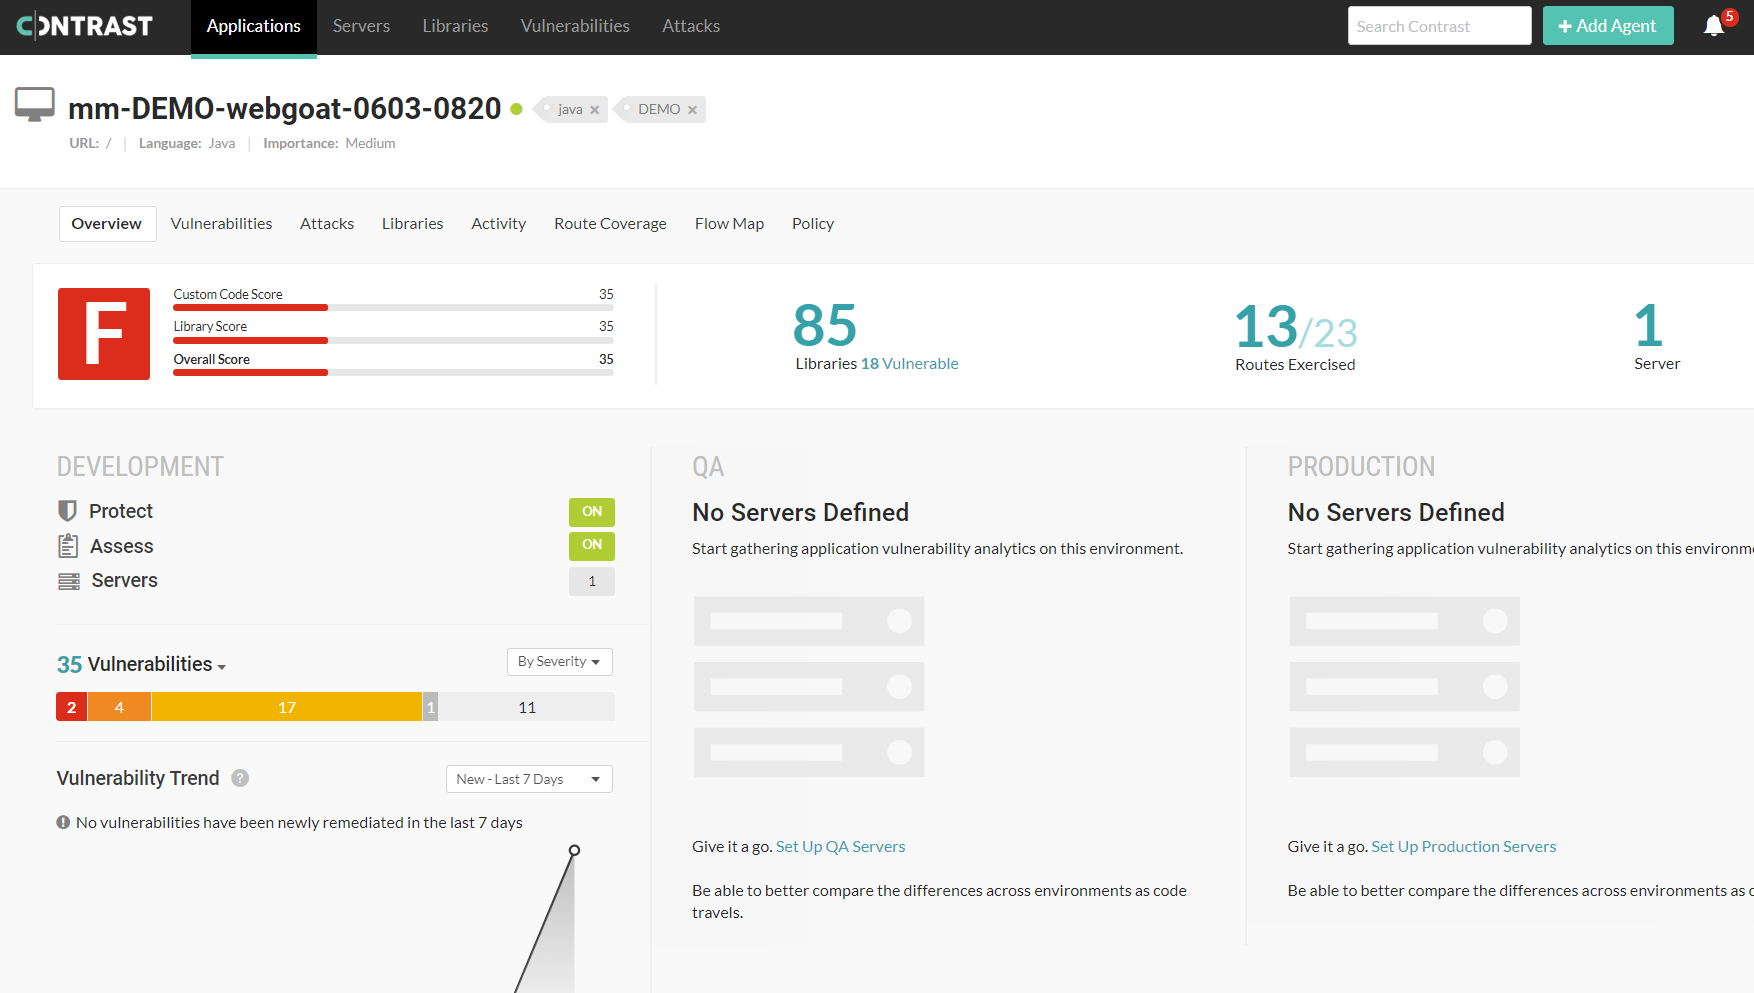 CONTRAST
Applications Servers Libraries Vulnerabilities Attacks
Search Contrast
+ Add Agent
5
mm-DEMO-webgoat-0603-0820
java ×
DEMO ×
URL: / | Language: Java | Importance: Medium
Overview Vulnerabilities Attacks Libraries Activity Route Coverage Flow Map Policy
F
Custom Code Score 35
Library Score 35
Overall Score 35
85
Libraries 18 Vulnerable
13/23
Routes Exercised
1
Server
DEVELOPMENT
Protect ON
Assess ON
Servers 1
35 Vulnerabilities
By Severity
2 4 17 1 11
Vulnerability Trend ?
New - Last 7 Days
No vulnerabilities have been newly remediated in the last 7 days
QA
No Servers Defined
Start gathering application vulnerability analytics on this environment.
Give it a go. Set Up QA Servers
Be able to better compare the differences across environments as code
travels.
PRODUCTION
No Servers Defined
Start gathering application vulnerability analytics on this environm
Give it a go. Set Up Production Servers
Be able to better compare the differences across environments as c